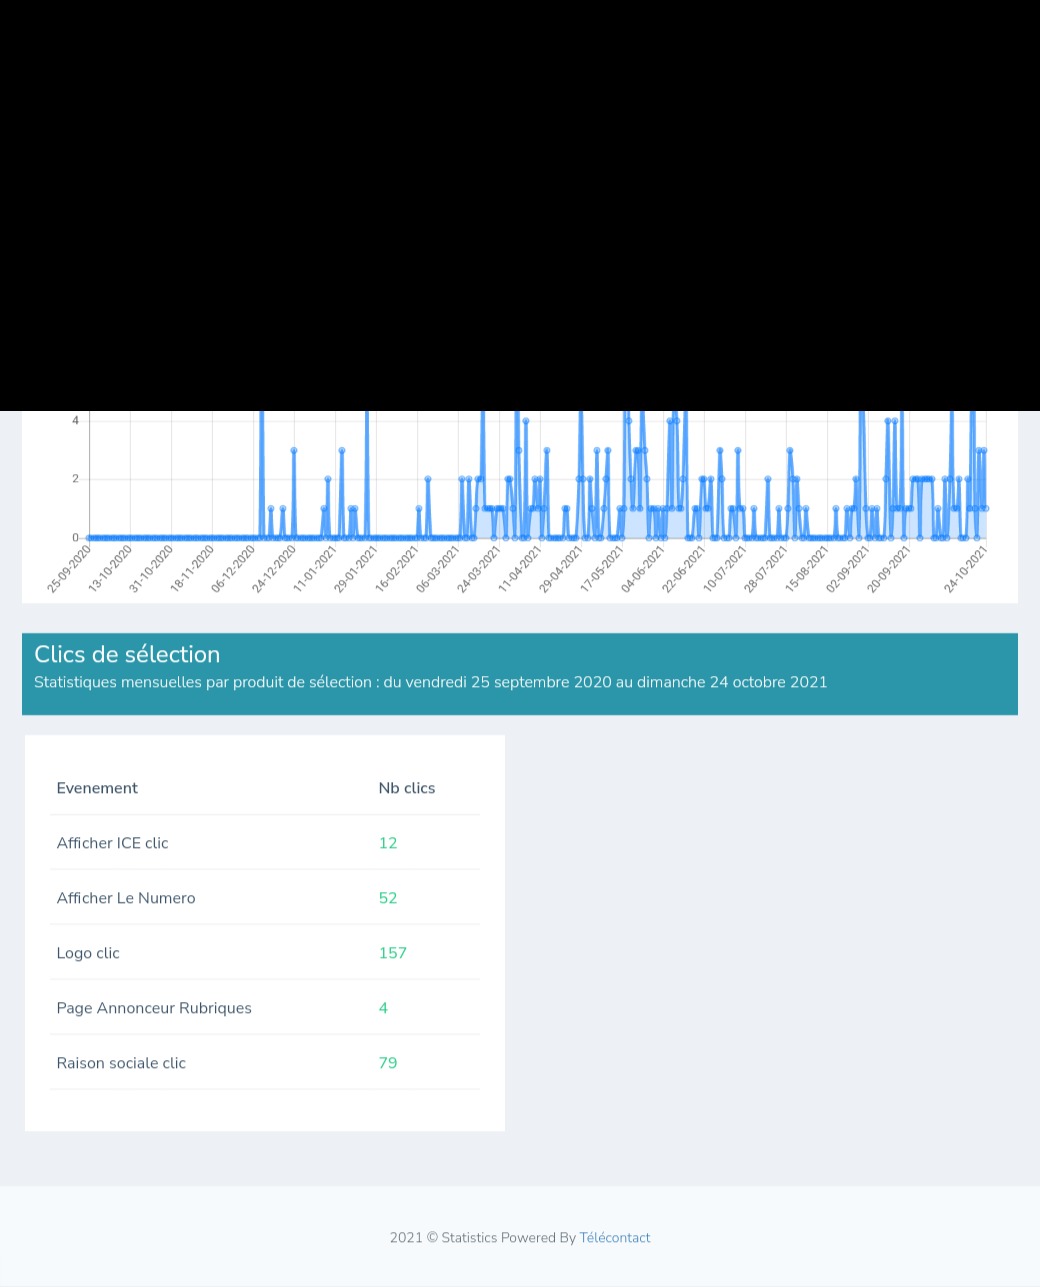 4
2
0
25-09-2020
13-10-2020
31-10-2020
18-11-2020
06-12-2020
24-12-2020
11-01-2021
29-01-2021
16-02-2021
06-03-2021
24-03-2021
11-04-2021
29-04-2021
17-05-2021
04-06-2021
22-06-2021
10-07-2021
28-07-2021
15-08-2021
02-09-2021
20-09-2021
24-10-2021
Clics de sélection
Statistiques mensuelles par produit de sélection : du vendredi 25 septembre 2020 au dimanche 24 octobre 2021
Evenement Nb clics
Afficher ICE clic 12
Afficher Le Numero 52
Logo clic 157
Page Annonceur Rubriques 4
Raison sociale clic 79
2021 © Statistics Powered By Télécontact